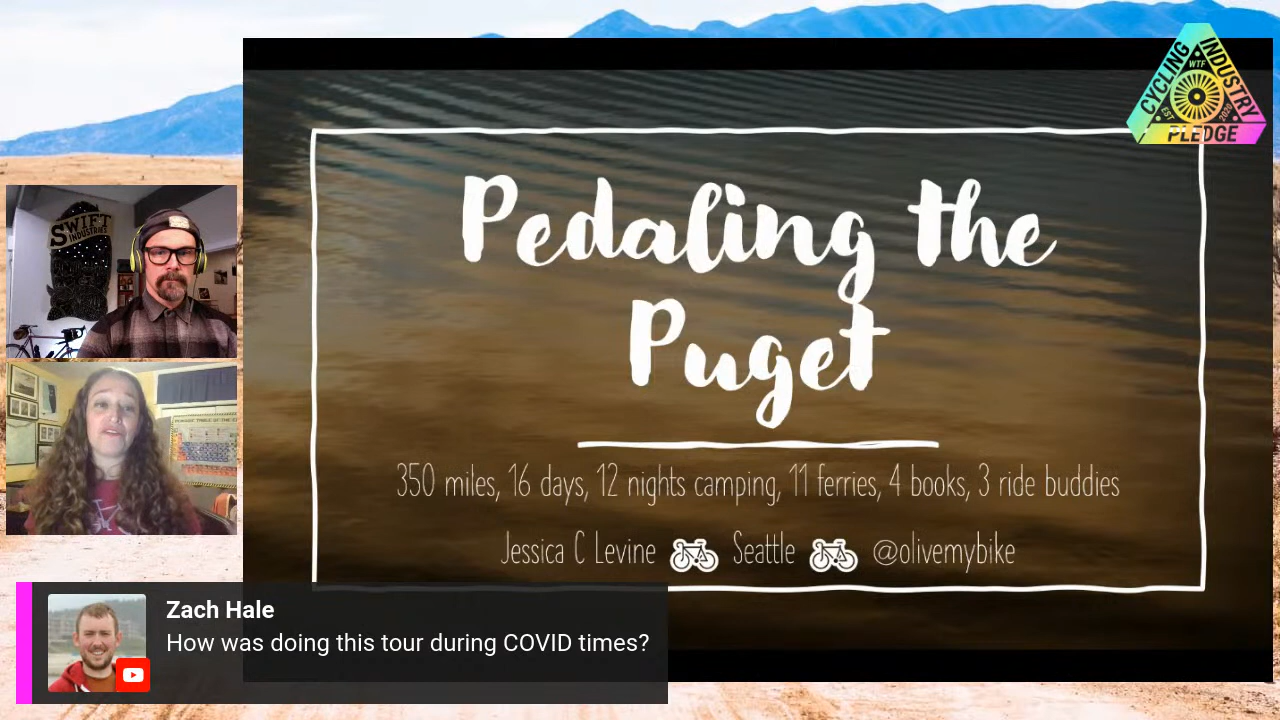 CYCLING INDUSTRY PLEDGE
WTF
EST 2020
SWIFT
INDUSTRIES
Pedaling the
Puget
350 miles, 16 days, 12 nights camping, 11 ferries, 4 books, 3 ride buddies
Jessica C Levine Seattle @olivemybike
Zach Hale
How was doing this tour during COVID times?